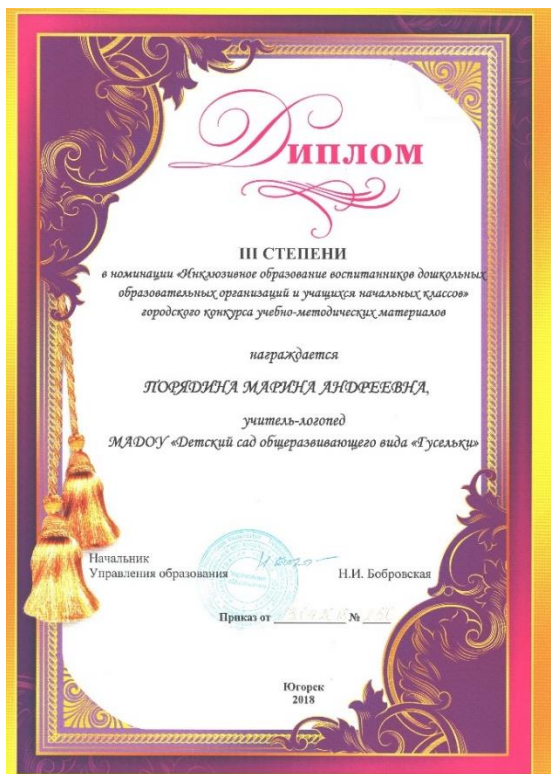 Диплом
III СТЕПЕНИ
в номинации «Инклюзивное образование воспитанников дошкольных
образовательных организаций и учащихся начальных классов»
городского конкурса учебно-методических материалов
награждается
ПОРЯДИНА МАРИНА АНДРЕЕВНА,
учитель-логопед
МАДОУ «Детский сад общеразвивающего вида «Гусельки»
Начальник
Управления образования Н.И. Бобровская
Приказ от №
Югорск
2018